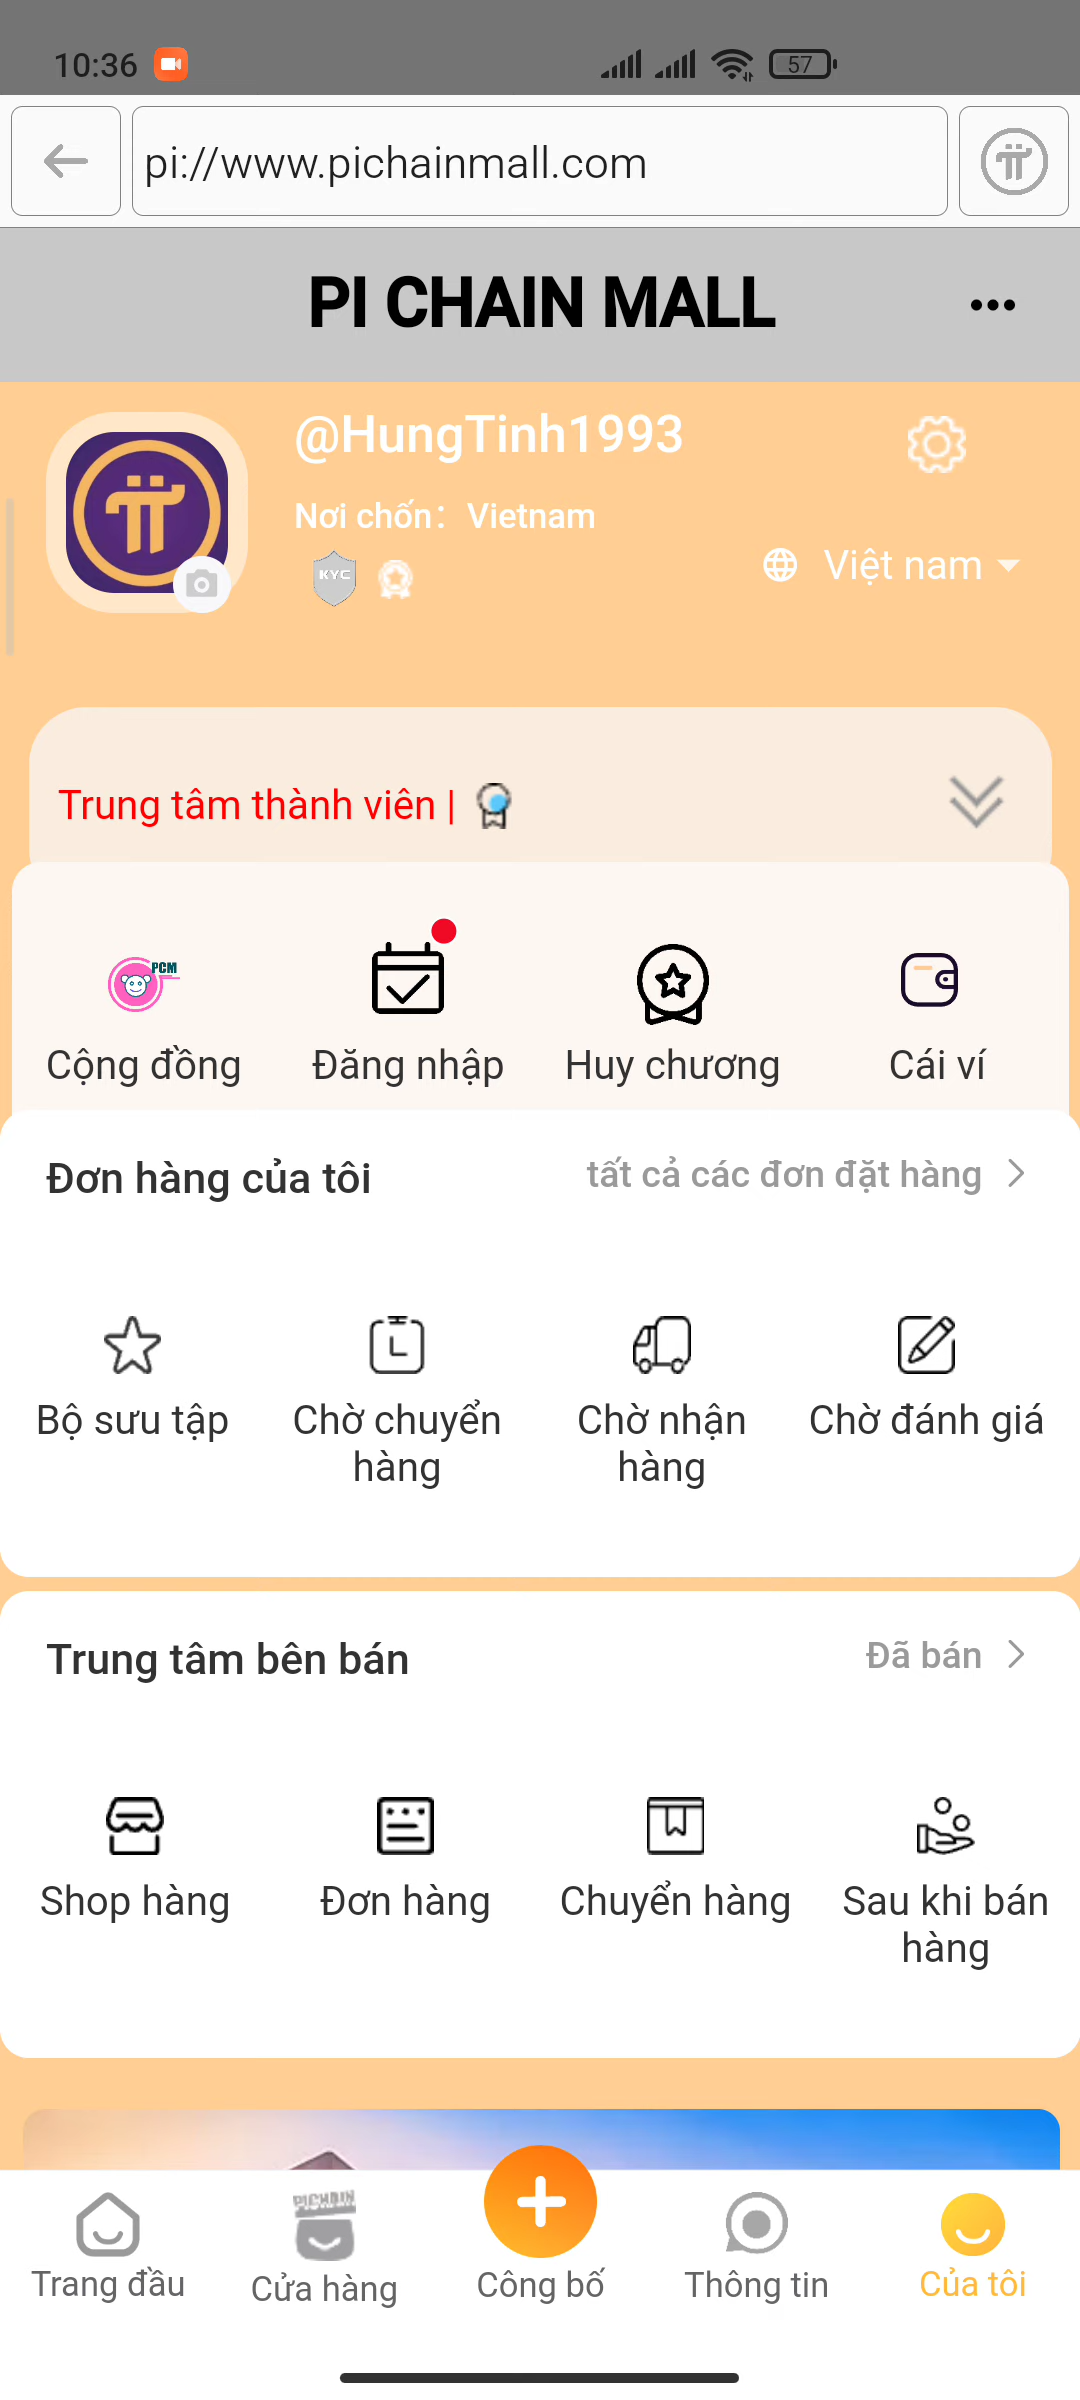 10:36
57
pi://www.pichainmall.com
PI CHAIN MALL
@HungTinh1993
Nơi chốn: Vietnam
KYC
Việt nam
Trung tâm thành viên |
PCM
Cộng đồng
Đăng nhập
Huy chương
Cái ví
Đơn hàng của tôi
tất cả các đơn đặt hàng
Bộ sưu tập
Chờ chuyển hàng
Chờ nhận hàng
Chờ đánh giá
Trung tâm bên bán
Đã bán
Shop hàng
Đơn hàng
Chuyển hàng
Sau khi bán hàng
PICHAIN
Trang đầu
Cửa hàng
Công bố
Thông tin
Của tôi